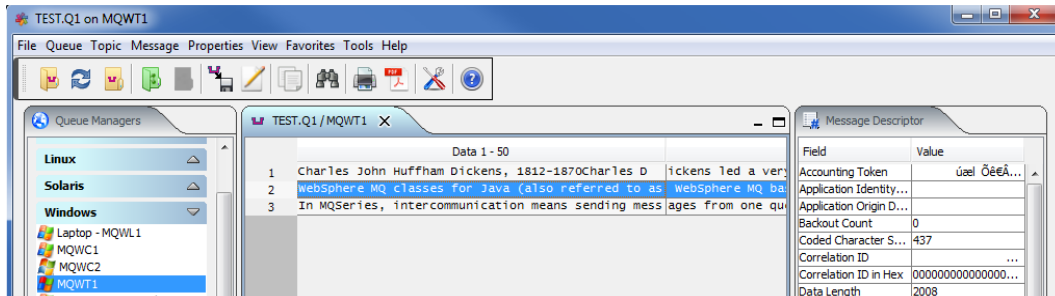 TEST.Q1 on MQWT1
File Queue Topic Message Properties View Favorites Tools Help
Queue Managers
TEST.Q1 / MQWT1
Message Descriptor
Linux
Solaris
Windows
Laptop - MQWL1
MQWC1
MQWC2
MQWT1
Data 1 - 50
1 Charles John Huffham Dickens, 1812-1870Charles D ickens led a very
2 WebSphere MQ classes for Java (also referred to as WebSphere MQ ba
3 In MQSeries, intercommunication means sending mess ages from one qu
Field Value
Accounting Token úæl Õê€Â...
Application Identity...
Application Origin D...
Backout Count 0
Coded Character S... 437
Correlation ID ...
Correlation ID in Hex 000000000000000...
Data Length 2008